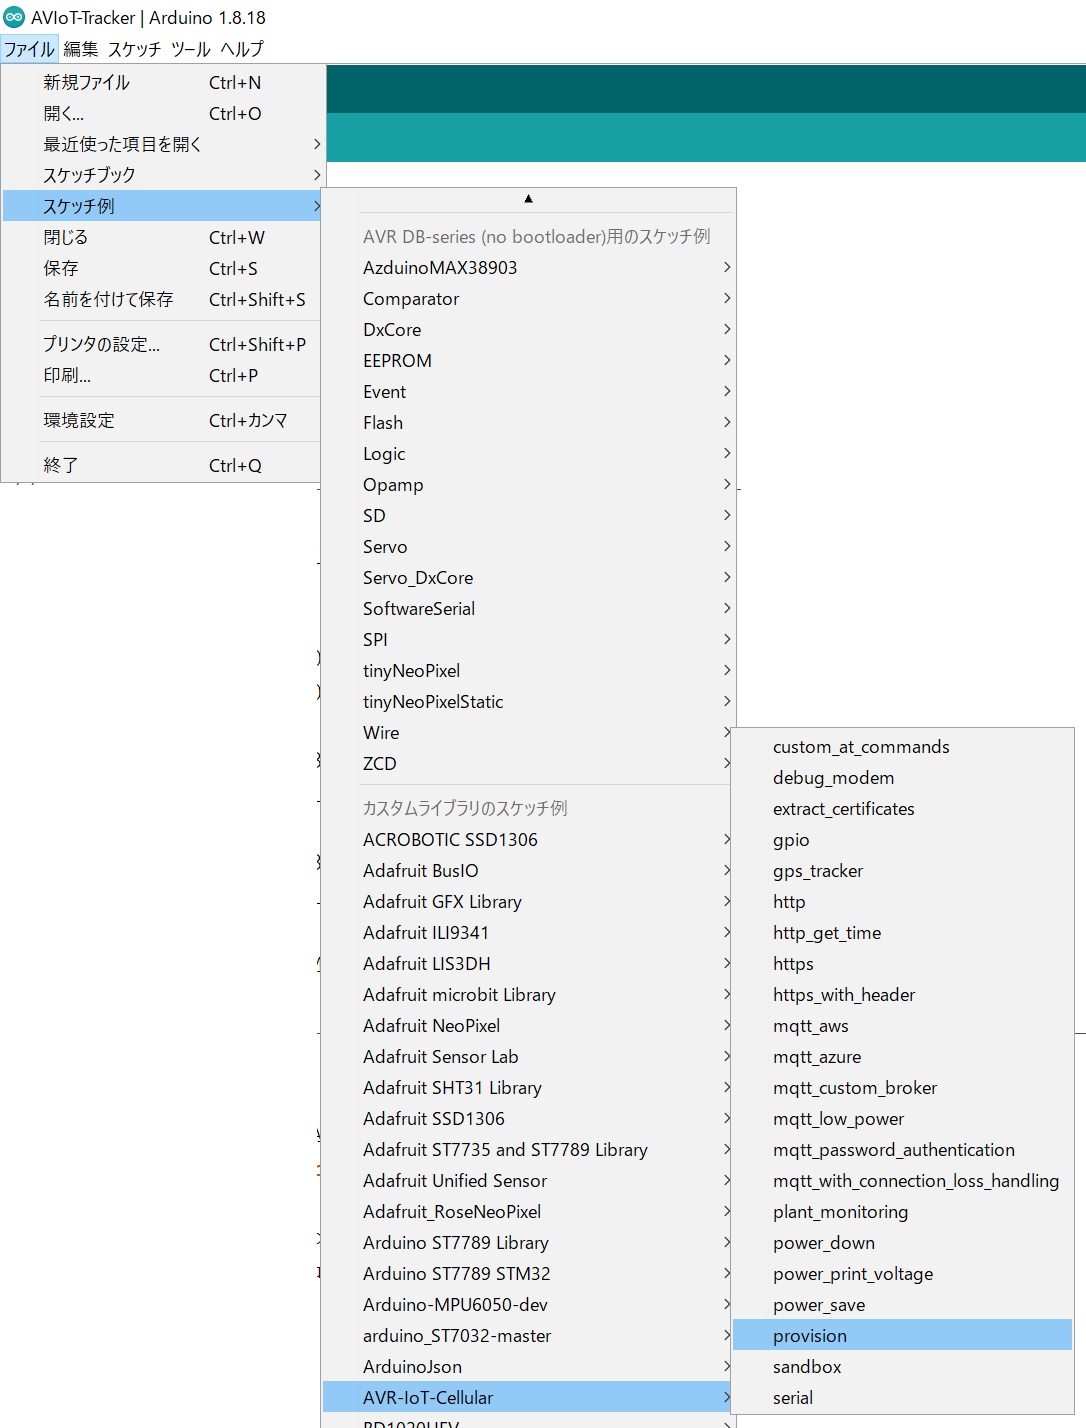 AVIoT-Tracker | Arduino 1.8.18
ファイル 編集 スケッチ ツール ヘルプ
新規ファイル Ctrl+N
開く... Ctrl+O
最近使った項目を開く
スケッチブック
スケッチ例
閉じる Ctrl+W
保存 Ctrl+S
名前を付けて保存 Ctrl+Shift+S
プリンタの設定... Ctrl+Shift+P
印刷... Ctrl+P
環境設定 Ctrl+カンマ
終了 Ctrl+Q
AVR DB-series (no bootloader)用のスケッチ例
AzduinoMAX38903
Comparator
DxCore
EEPROM
Event
Flash
Logic
Opamp
SD
Servo
Servo_DxCore
SoftwareSerial
SPI
tinyNeoPixel
tinyNeoPixelStatic
Wire
ZCD
カスタムライブラリのスケッチ例
ACROBOTIC SSD1306
Adafruit BusIO
Adafruit GFX Library
Adafruit ILI9341
Adafruit LIS3DH
Adafruit microbit Library
Adafruit NeoPixel
Adafruit Sensor Lab
Adafruit SHT31 Library
Adafruit SSD1306
Adafruit ST7735 and ST7789 Library
Adafruit Unified Sensor
Adafruit_RoseNeoPixel
Arduino ST7789 Library
Arduino ST7789 STM32
Arduino-MPU6050-dev
arduino_ST7032-master
ArduinoJson
AVR-IoT-Cellular
custom_at_commands
debug_modem
extract_certificates
gpio
gps_tracker
http
http_get_time
https
https_with_header
mqtt_aws
mqtt_azure
mqtt_custom_broker
mqtt_low_power
mqtt_password_authentication
mqtt_with_connection_loss_handling
plant_monitoring
power_down
power_print_voltage
power_save
provision
sandbox
serial